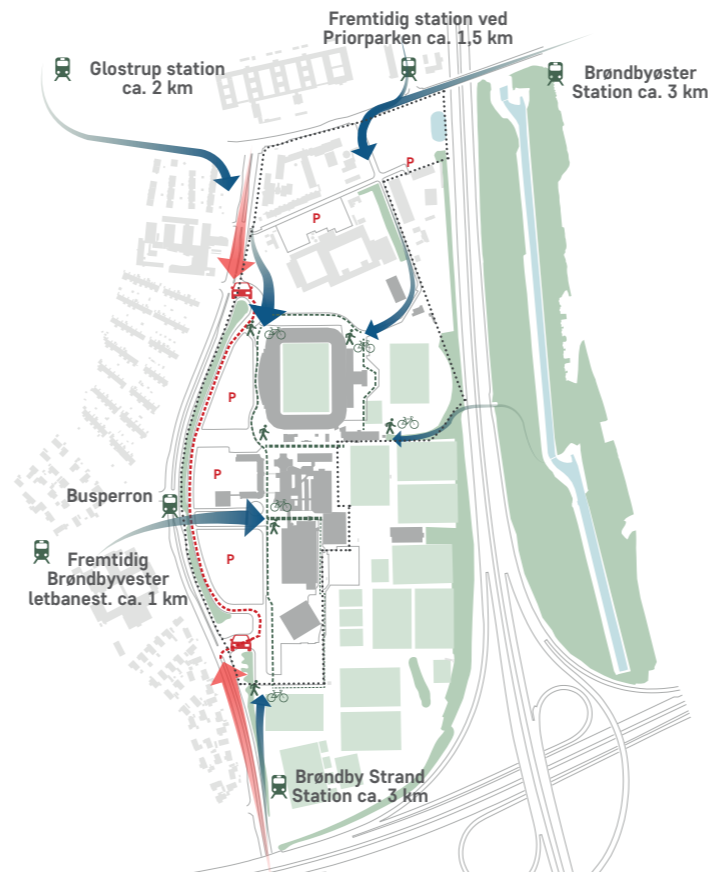 Fremtidig station ved
Priorparken ca. 1,5 km
Glostrup station
ca. 2 km
Brøndbyøster
Station ca. 3 km
P
P
P
P
Busperron
P
Fremtidig
Brøndbyvester
letbanest. ca. 1 km
Brøndby Strand
Station ca. 3 km